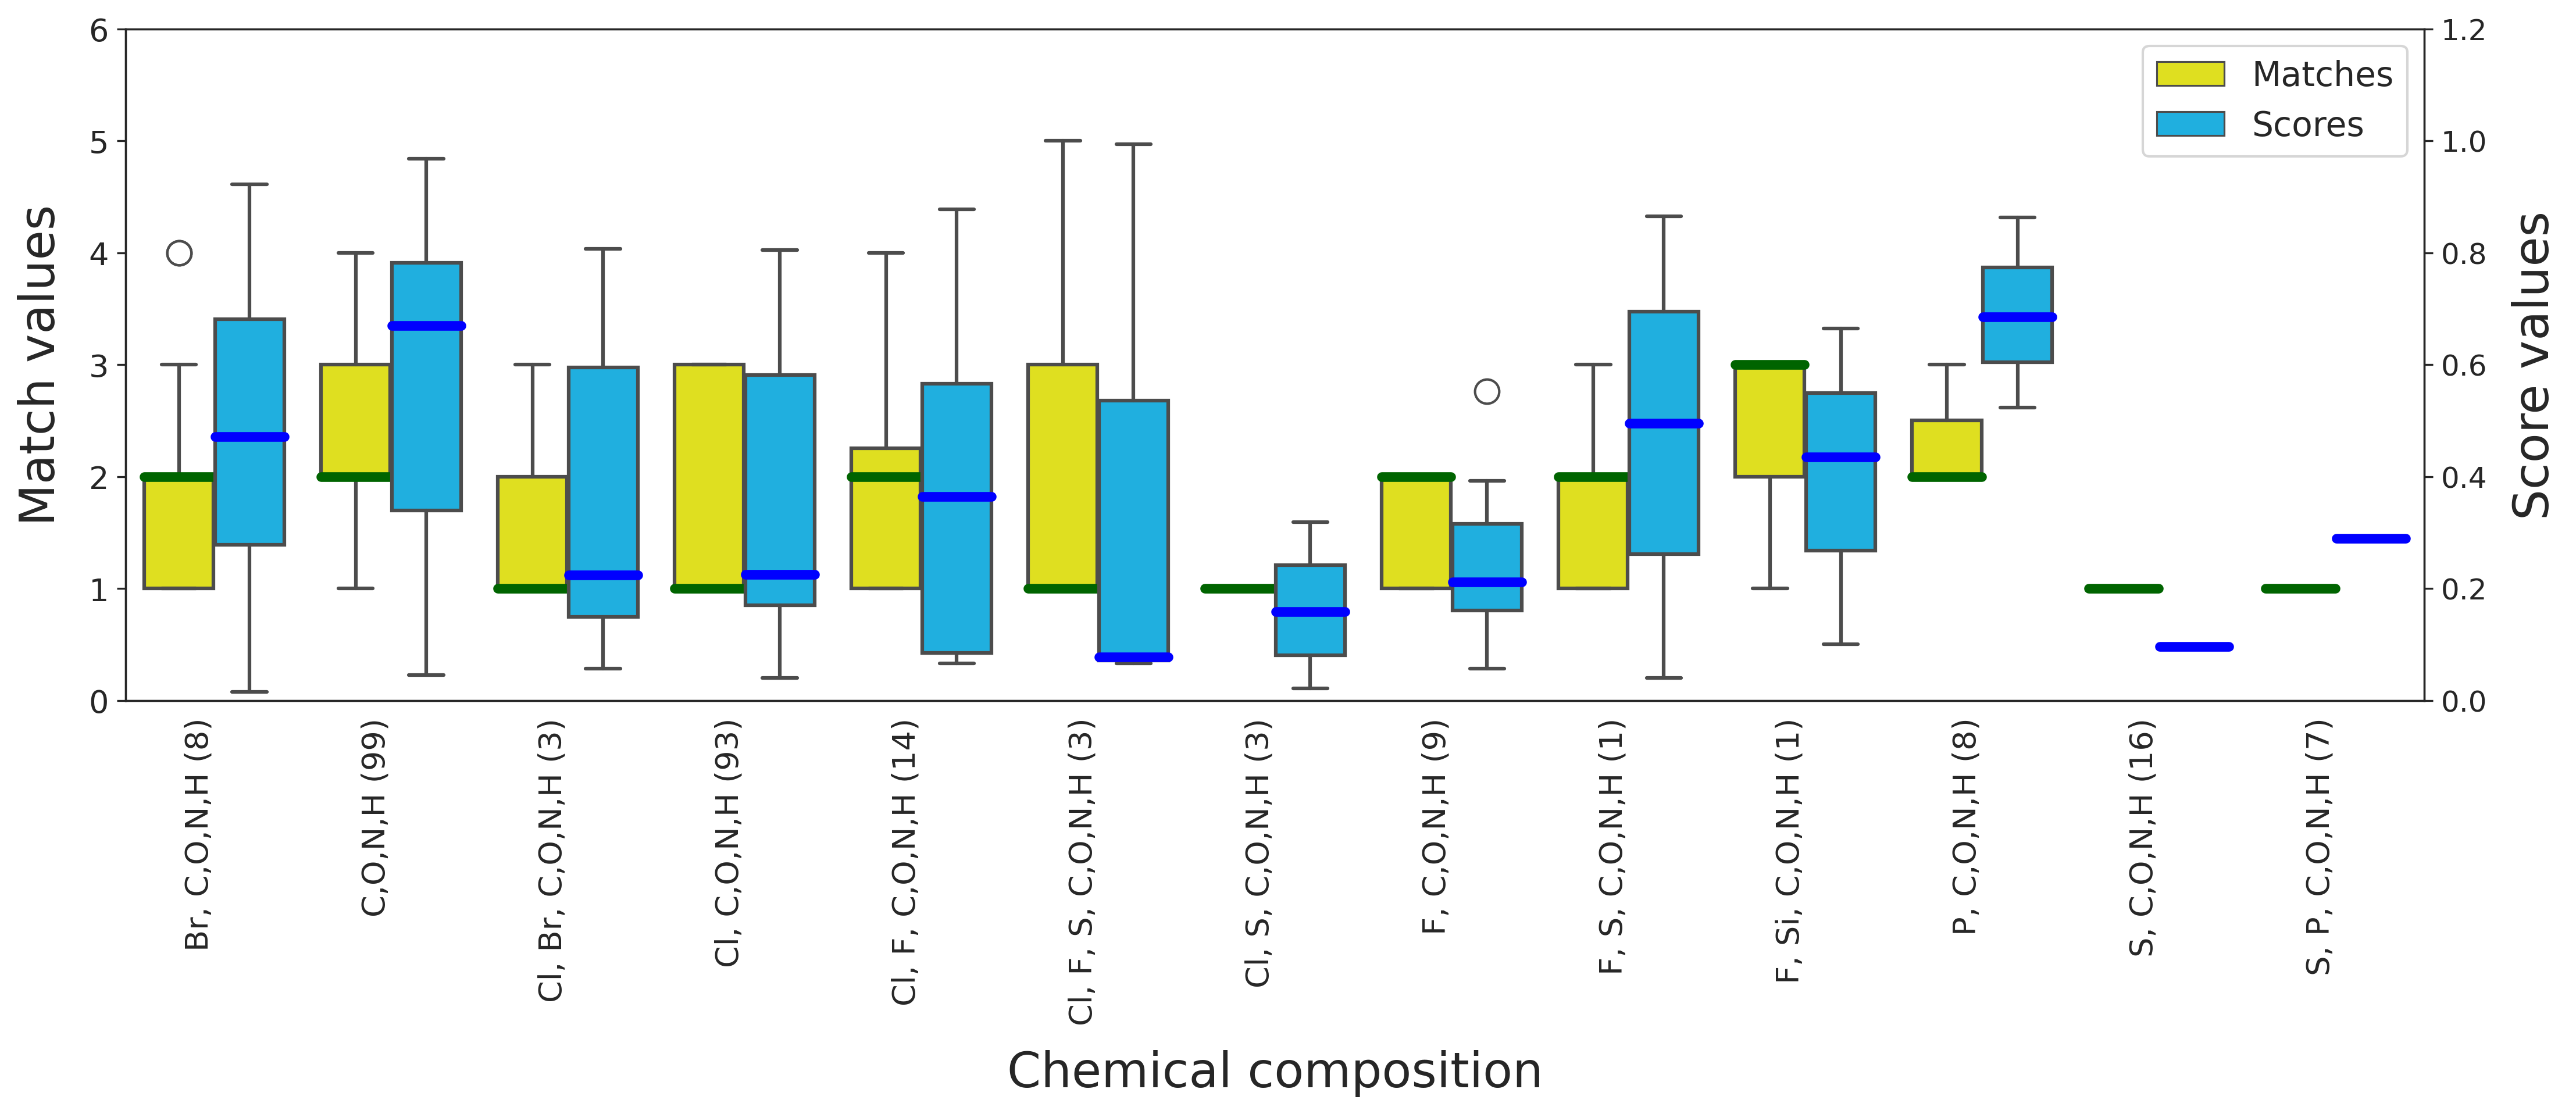 Match values
6
5
4
3
2
1
0
Matches
Scores
1.2
1.0
0.8
0.6
0.4
0.2
0.0
Score values
Br, C,O,N,H (8)
C,O,N,H (99)
Cl, Br, C,O,N,H (3)
Cl, C,O,N,H (93)
Cl, F, C,O,N,H (14)
Cl, F, S, C,O,N,H (3)
Cl, S, C,O,N,H (3)
F, C,O,N,H (9)
F, S, C,O,N,H (1)
F, Si, C,O,N,H (1)
P, C,O,N,H (8)
S, C,O,N,H (16)
S, P, C,O,N,H (7)
Chemical composition